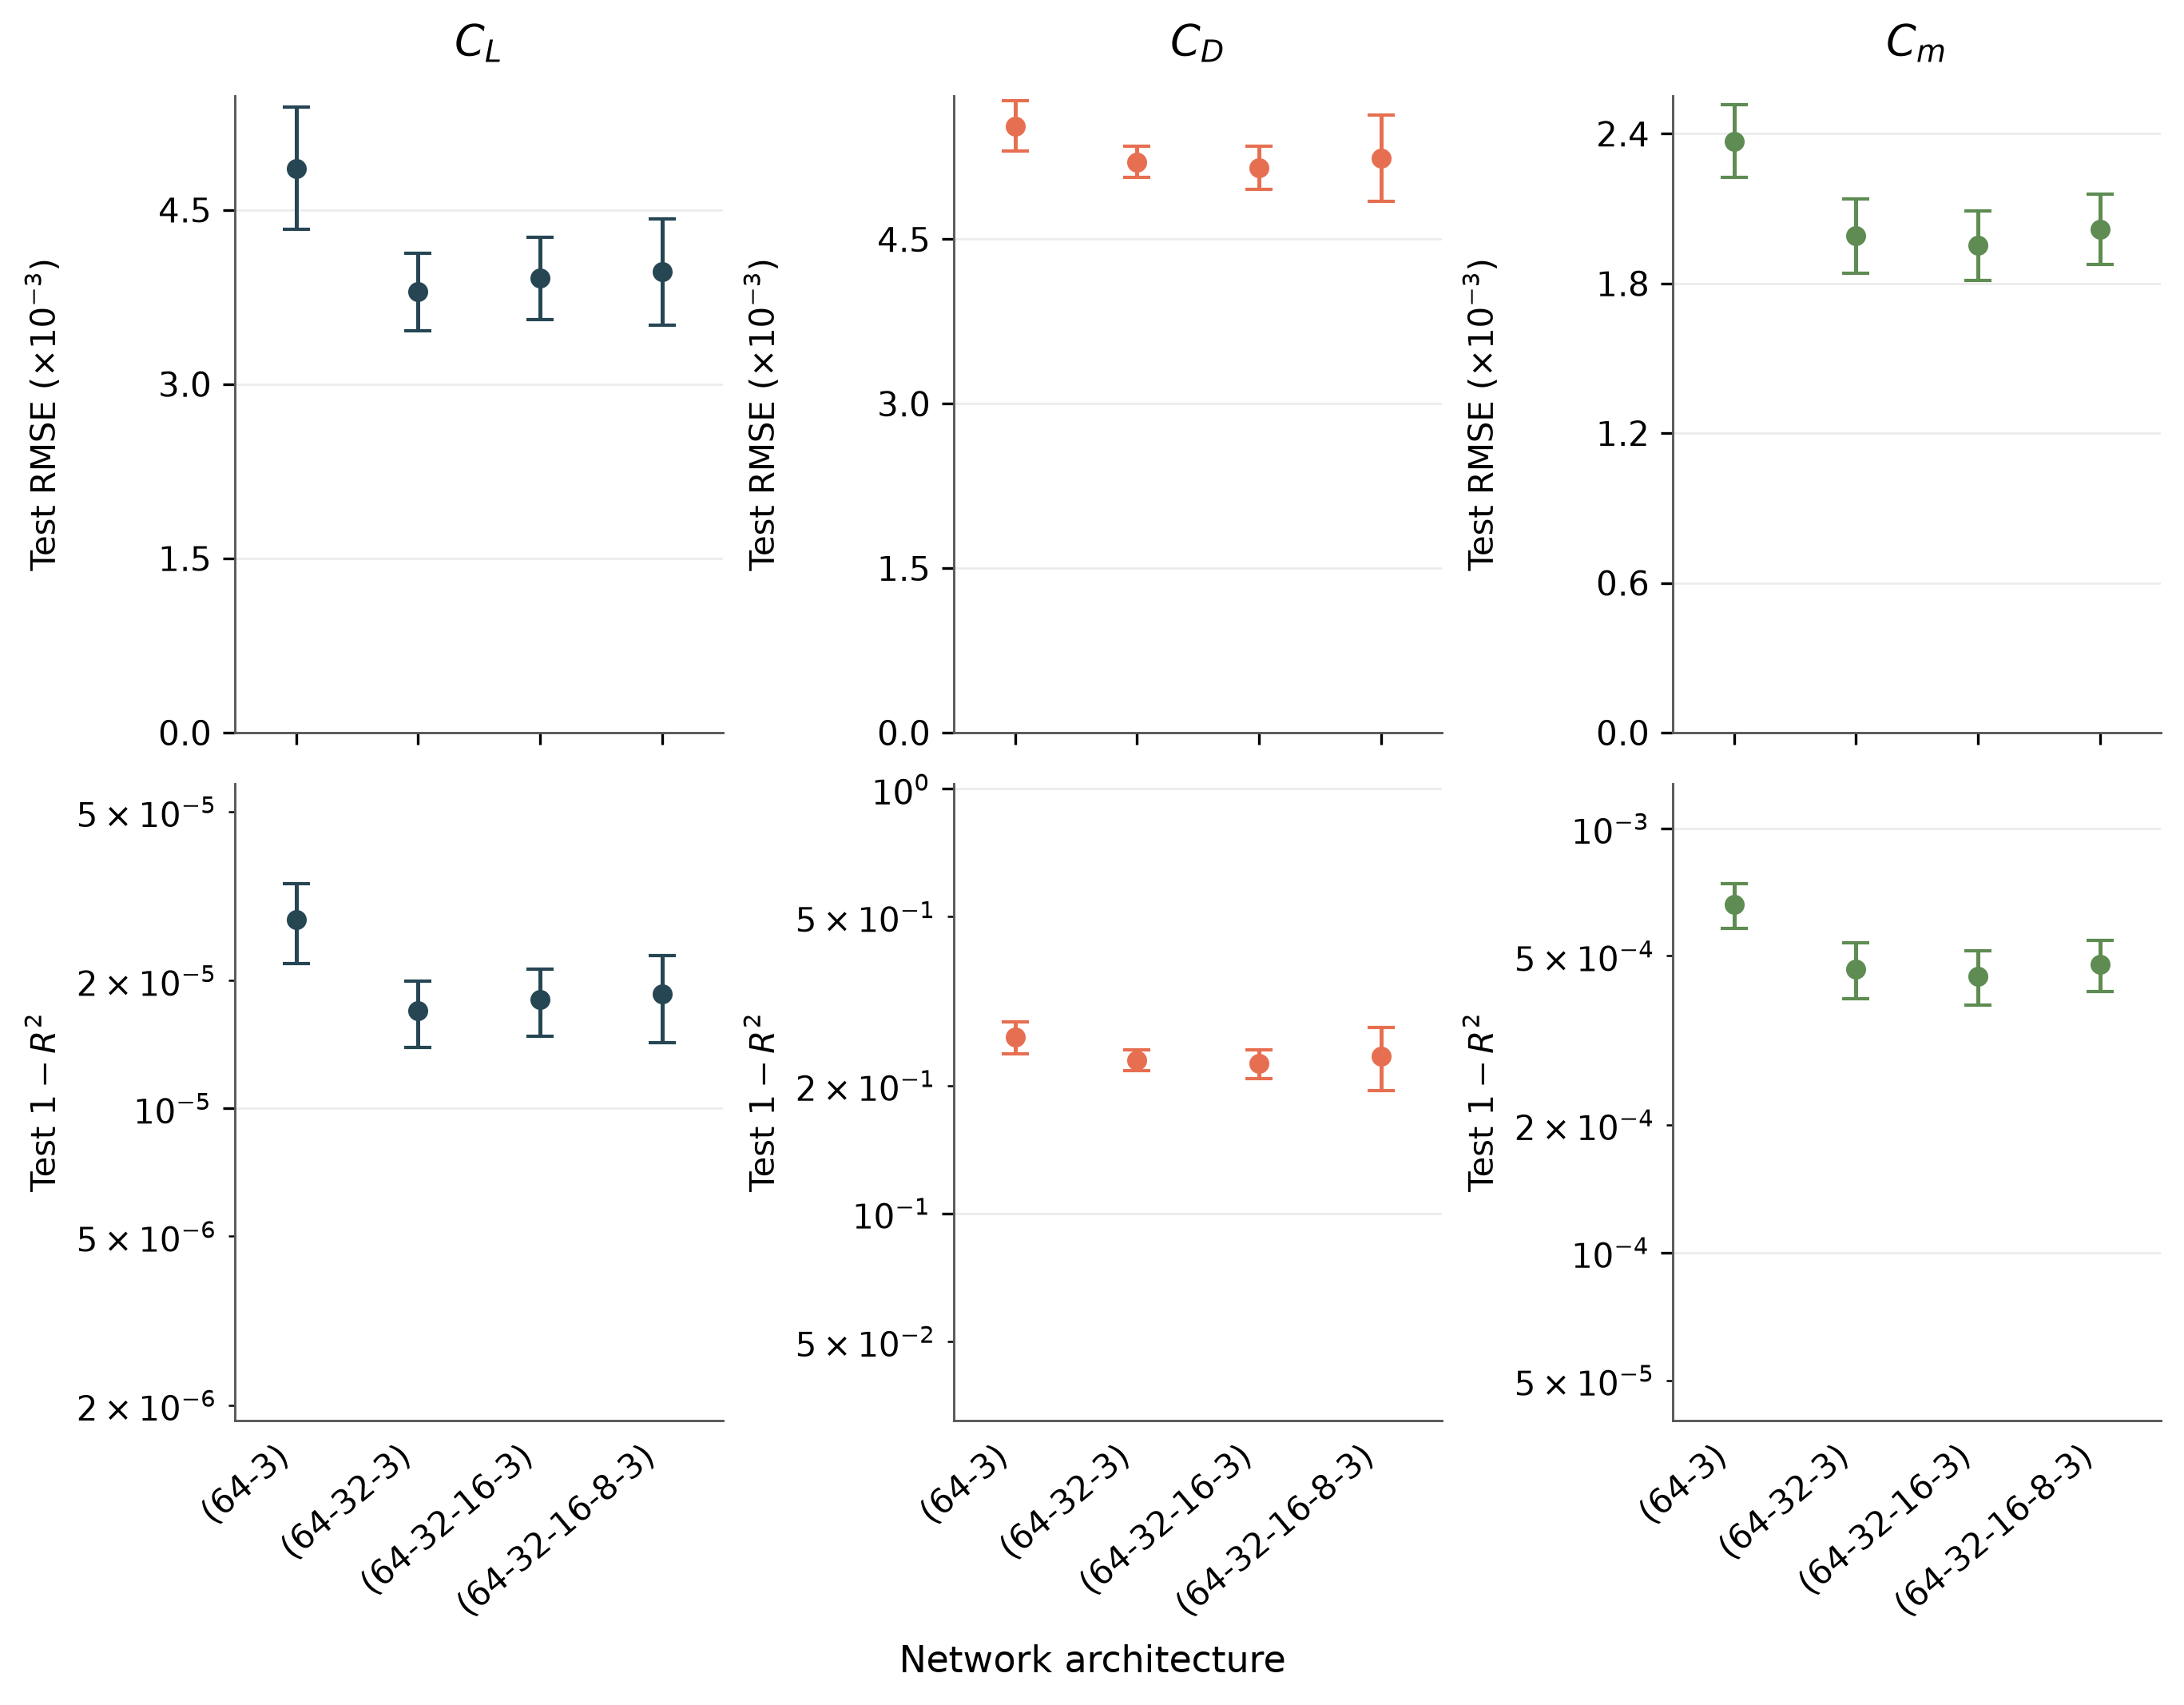 C_L
C_D
C_m
Test RMSE (×10⁻³)
4.5
3.0
1.5
0.0
Test RMSE (×10⁻³)
4.5
3.0
1.5
0.0
Test RMSE (×10⁻³)
2.4
1.8
1.2
0.6
0.0
Test 1 − R²
5 × 10⁻⁵
2 × 10⁻⁵
10⁻⁵
5 × 10⁻⁶
2 × 10⁻⁶
Test 1 − R²
10⁰
5 × 10⁻¹
2 × 10⁻¹
10⁻¹
5 × 10⁻²
Test 1 − R²
10⁻³
5 × 10⁻⁴
2 × 10⁻⁴
10⁻⁴
5 × 10⁻⁵
(64-3)
(64-32-3)
(64-32-16-3)
(64-32-16-8-3)
(64-3)
(64-32-3)
(64-32-16-3)
(64-32-16-8-3)
(64-3)
(64-32-3)
(64-32-16-3)
(64-32-16-8-3)
Network architecture